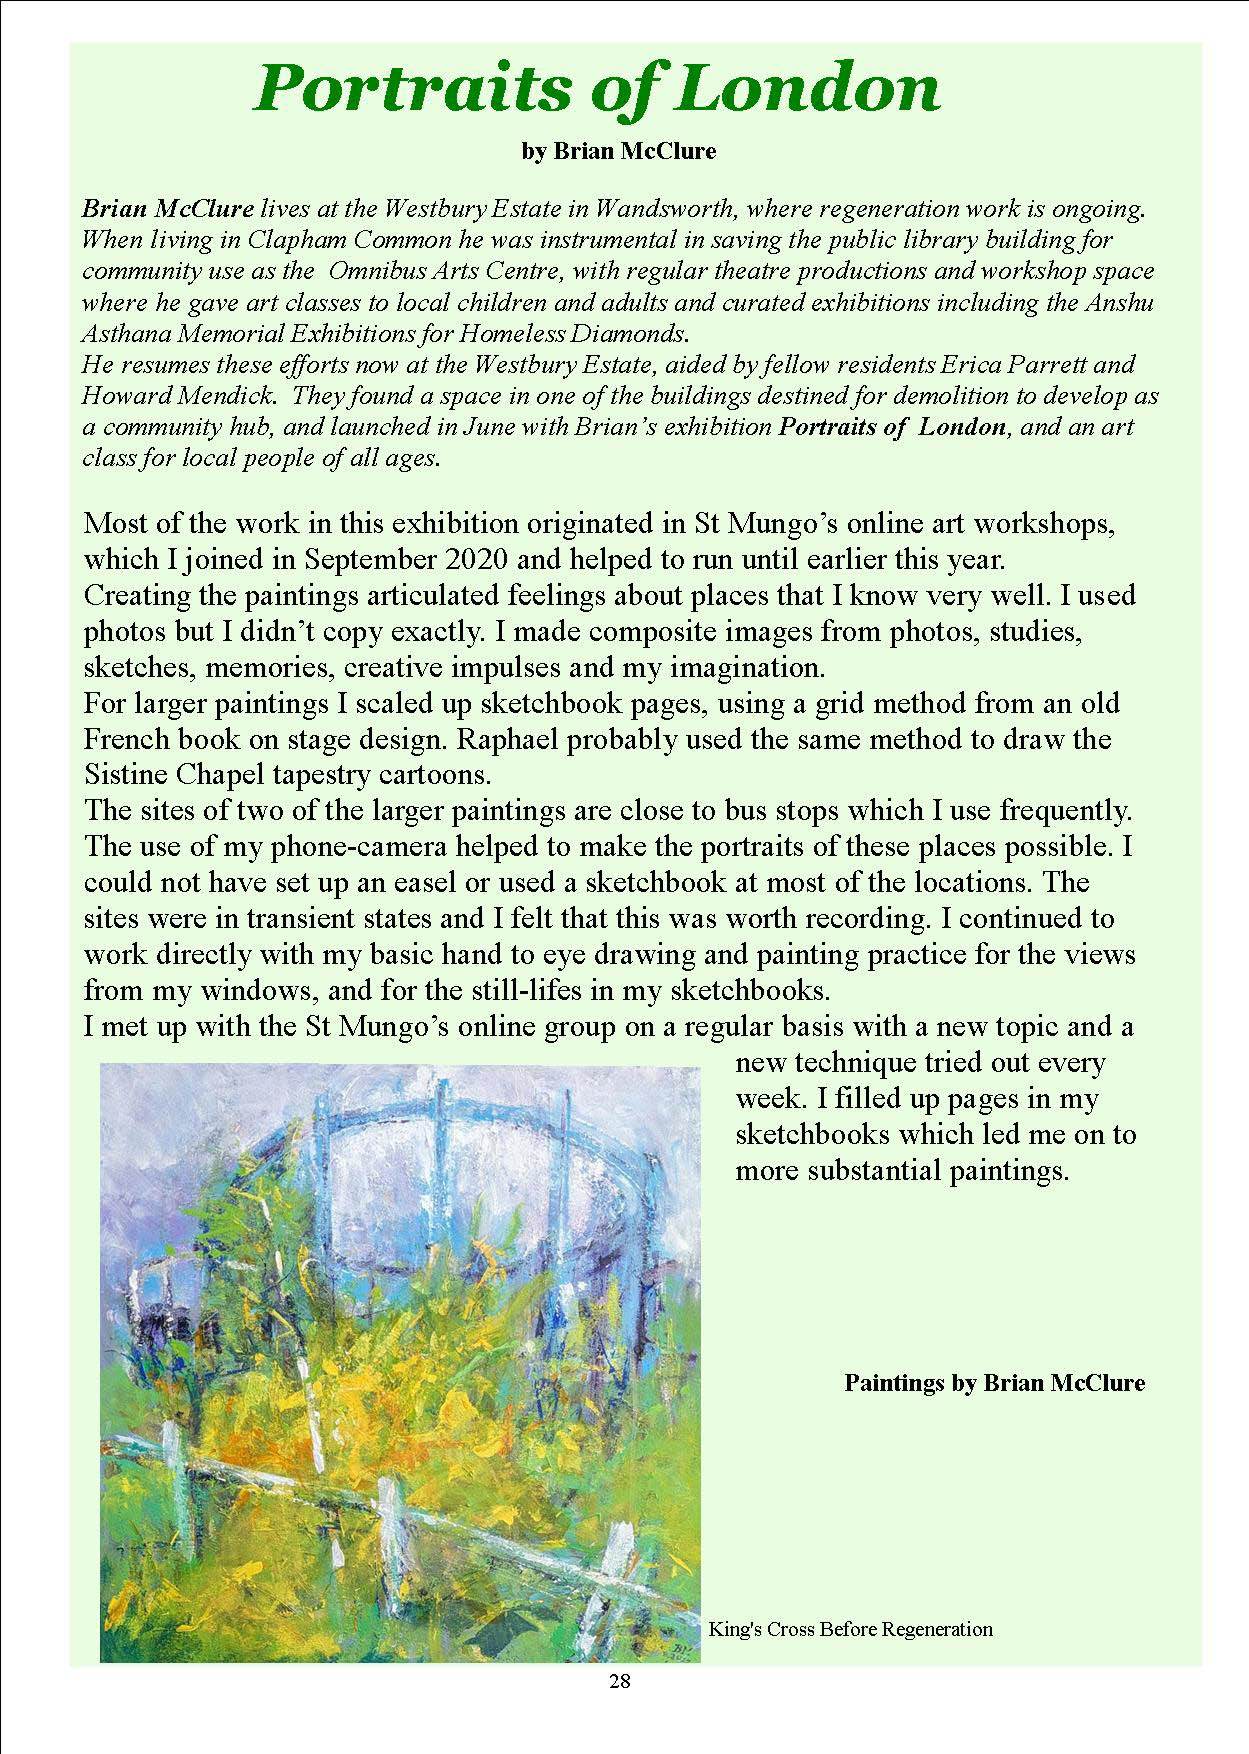 Portraits of London
by Brian McClure
Brian McClure lives at the Westbury Estate in Wandsworth, where regeneration work is ongoing.
When living in Clapham Common he was instrumental in saving the public library building for
community use as the  Omnibus Arts Centre, with regular theatre productions and workshop space
where he gave art classes to local children and adults and curated exhibitions including the Anshu
Asthana Memorial Exhibitions for Homeless Diamonds.
He resumes these efforts now at the Westbury Estate, aided by fellow residents Erica Parrett and
Howard Mendick.  They found a space in one of the buildings destined for demolition to develop as
a community hub, and launched in June with Brian’s exhibition Portraits of  London, and an art
class for local people of all ages.
Most of the work in this exhibition originated in St Mungo’s online art workshops,
which I joined in September 2020 and helped to run until earlier this year.
Creating the paintings articulated feelings about places that I know very well. I used
photos but I didn’t copy exactly. I made composite images from photos, studies,
sketches, memories, creative impulses and my imagination.
For larger paintings I scaled up sketchbook pages, using a grid method from an old
French book on stage design. Raphael probably used the same method to draw the
Sistine Chapel tapestry cartoons.
The sites of two of the larger paintings are close to bus stops which I use frequently.
The use of my phone-camera helped to make the portraits of these places possible. I
could not have set up an easel or used a sketchbook at most of the locations. The
sites were in transient states and I felt that this was worth recording. I continued to
work directly with my basic hand to eye drawing and painting practice for the views
from my windows, and for the still-lifes in my sketchbooks.
I met up with the St Mungo’s online group on a regular basis with a new topic and a
new technique tried out every
week. I filled up pages in my
sketchbooks which led me on to
more substantial paintings.
Paintings by Brian McClure
King's Cross Before Regeneration
28